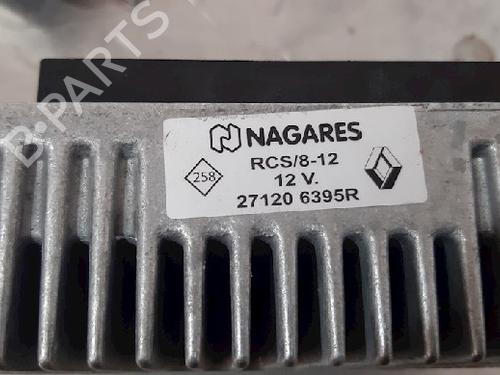 NAGARES
RCS/8-12
258
12 V.
27120 6395R
B-PARTS